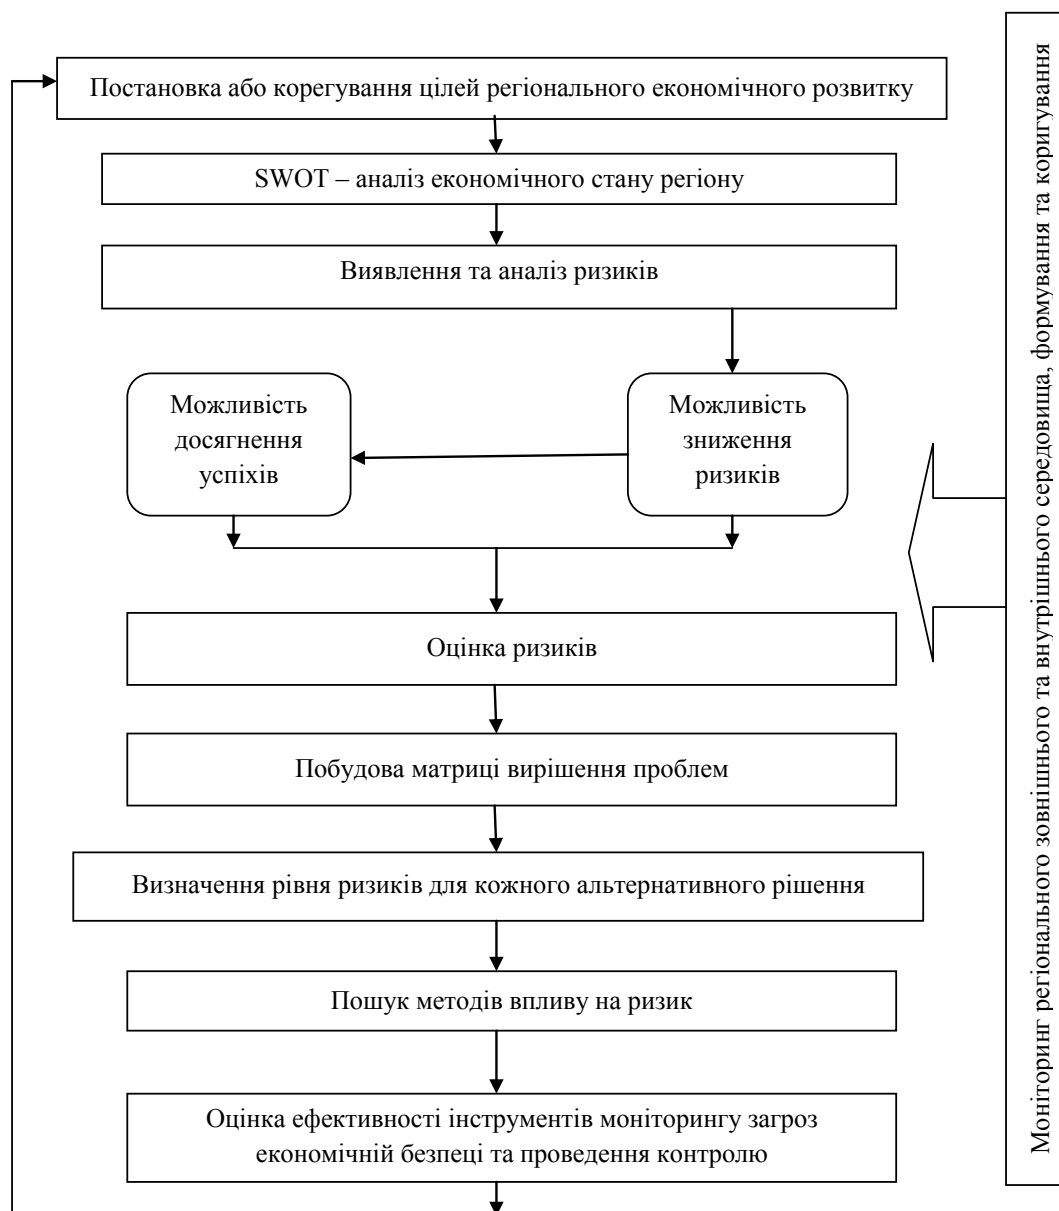 Постановка або корегування цілей регіонального економічного розвитку
SWOT – аналіз економічного стану регіону
Виявлення та аналіз ризиків
Можливість
досягнення
успіхів
Можливість
зниження
ризиків
Оцінка ризиків
Побудова матриці вирішення проблем
Визначення рівня ризиків для кожного альтернативного рішення
Пошук методів впливу на ризик
Оцінка ефективності інструментів моніторингу загроз
економічній безпеці та проведення контролю
Моніторинг регіонального зовнішнього та внутрішнього середовища, формування та коригування